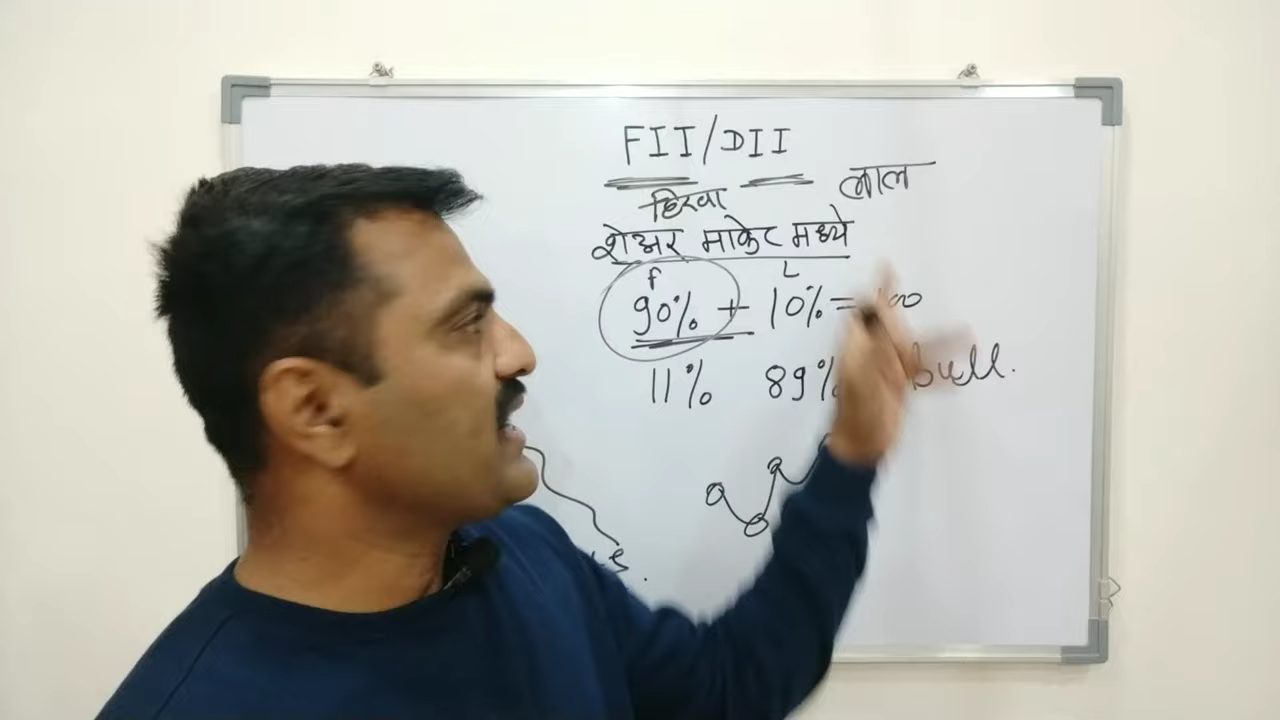 FII/DII
हिरवा लाल
शेअर मार्केट मध्ये
F L
90% + 10% = 100
11% 89% Bull.